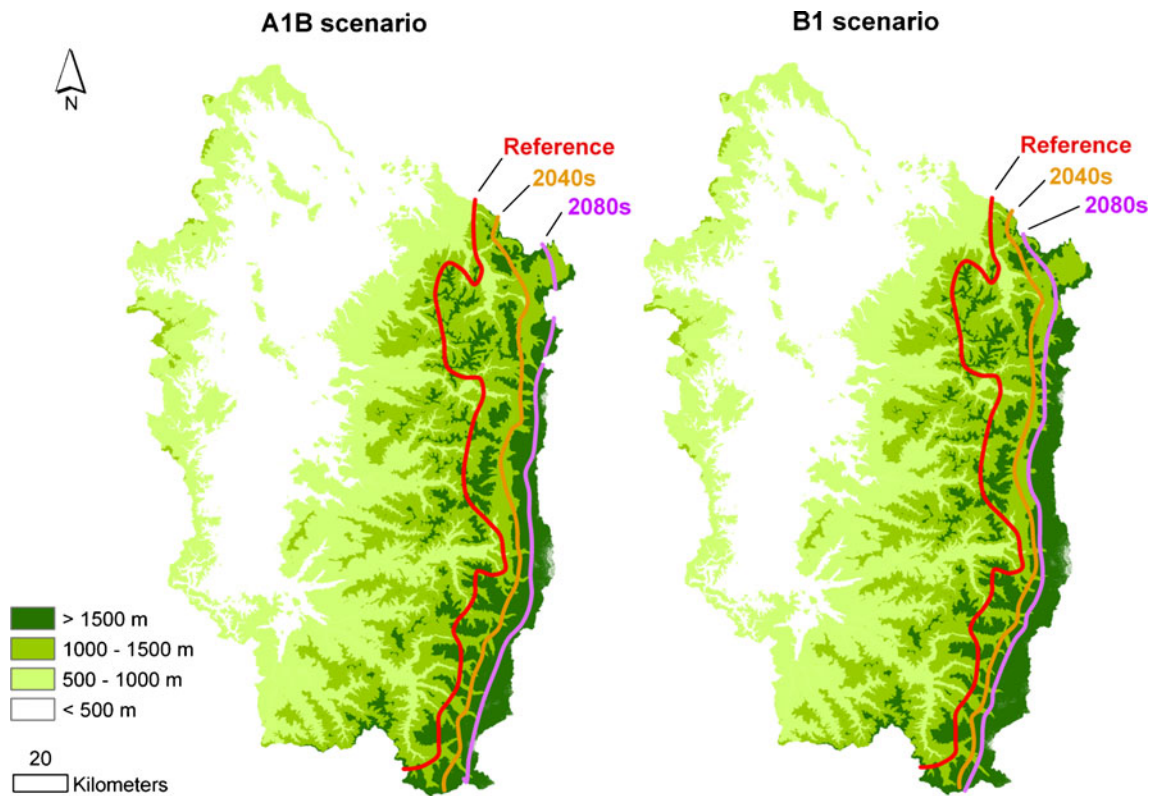 A1B scenario
B1 scenario
N
Reference
2040s
2080s
Reference
2040s
2080s
> 1500 m
1000 - 1500 m
500 - 1000 m
< 500 m
20
Kilometers